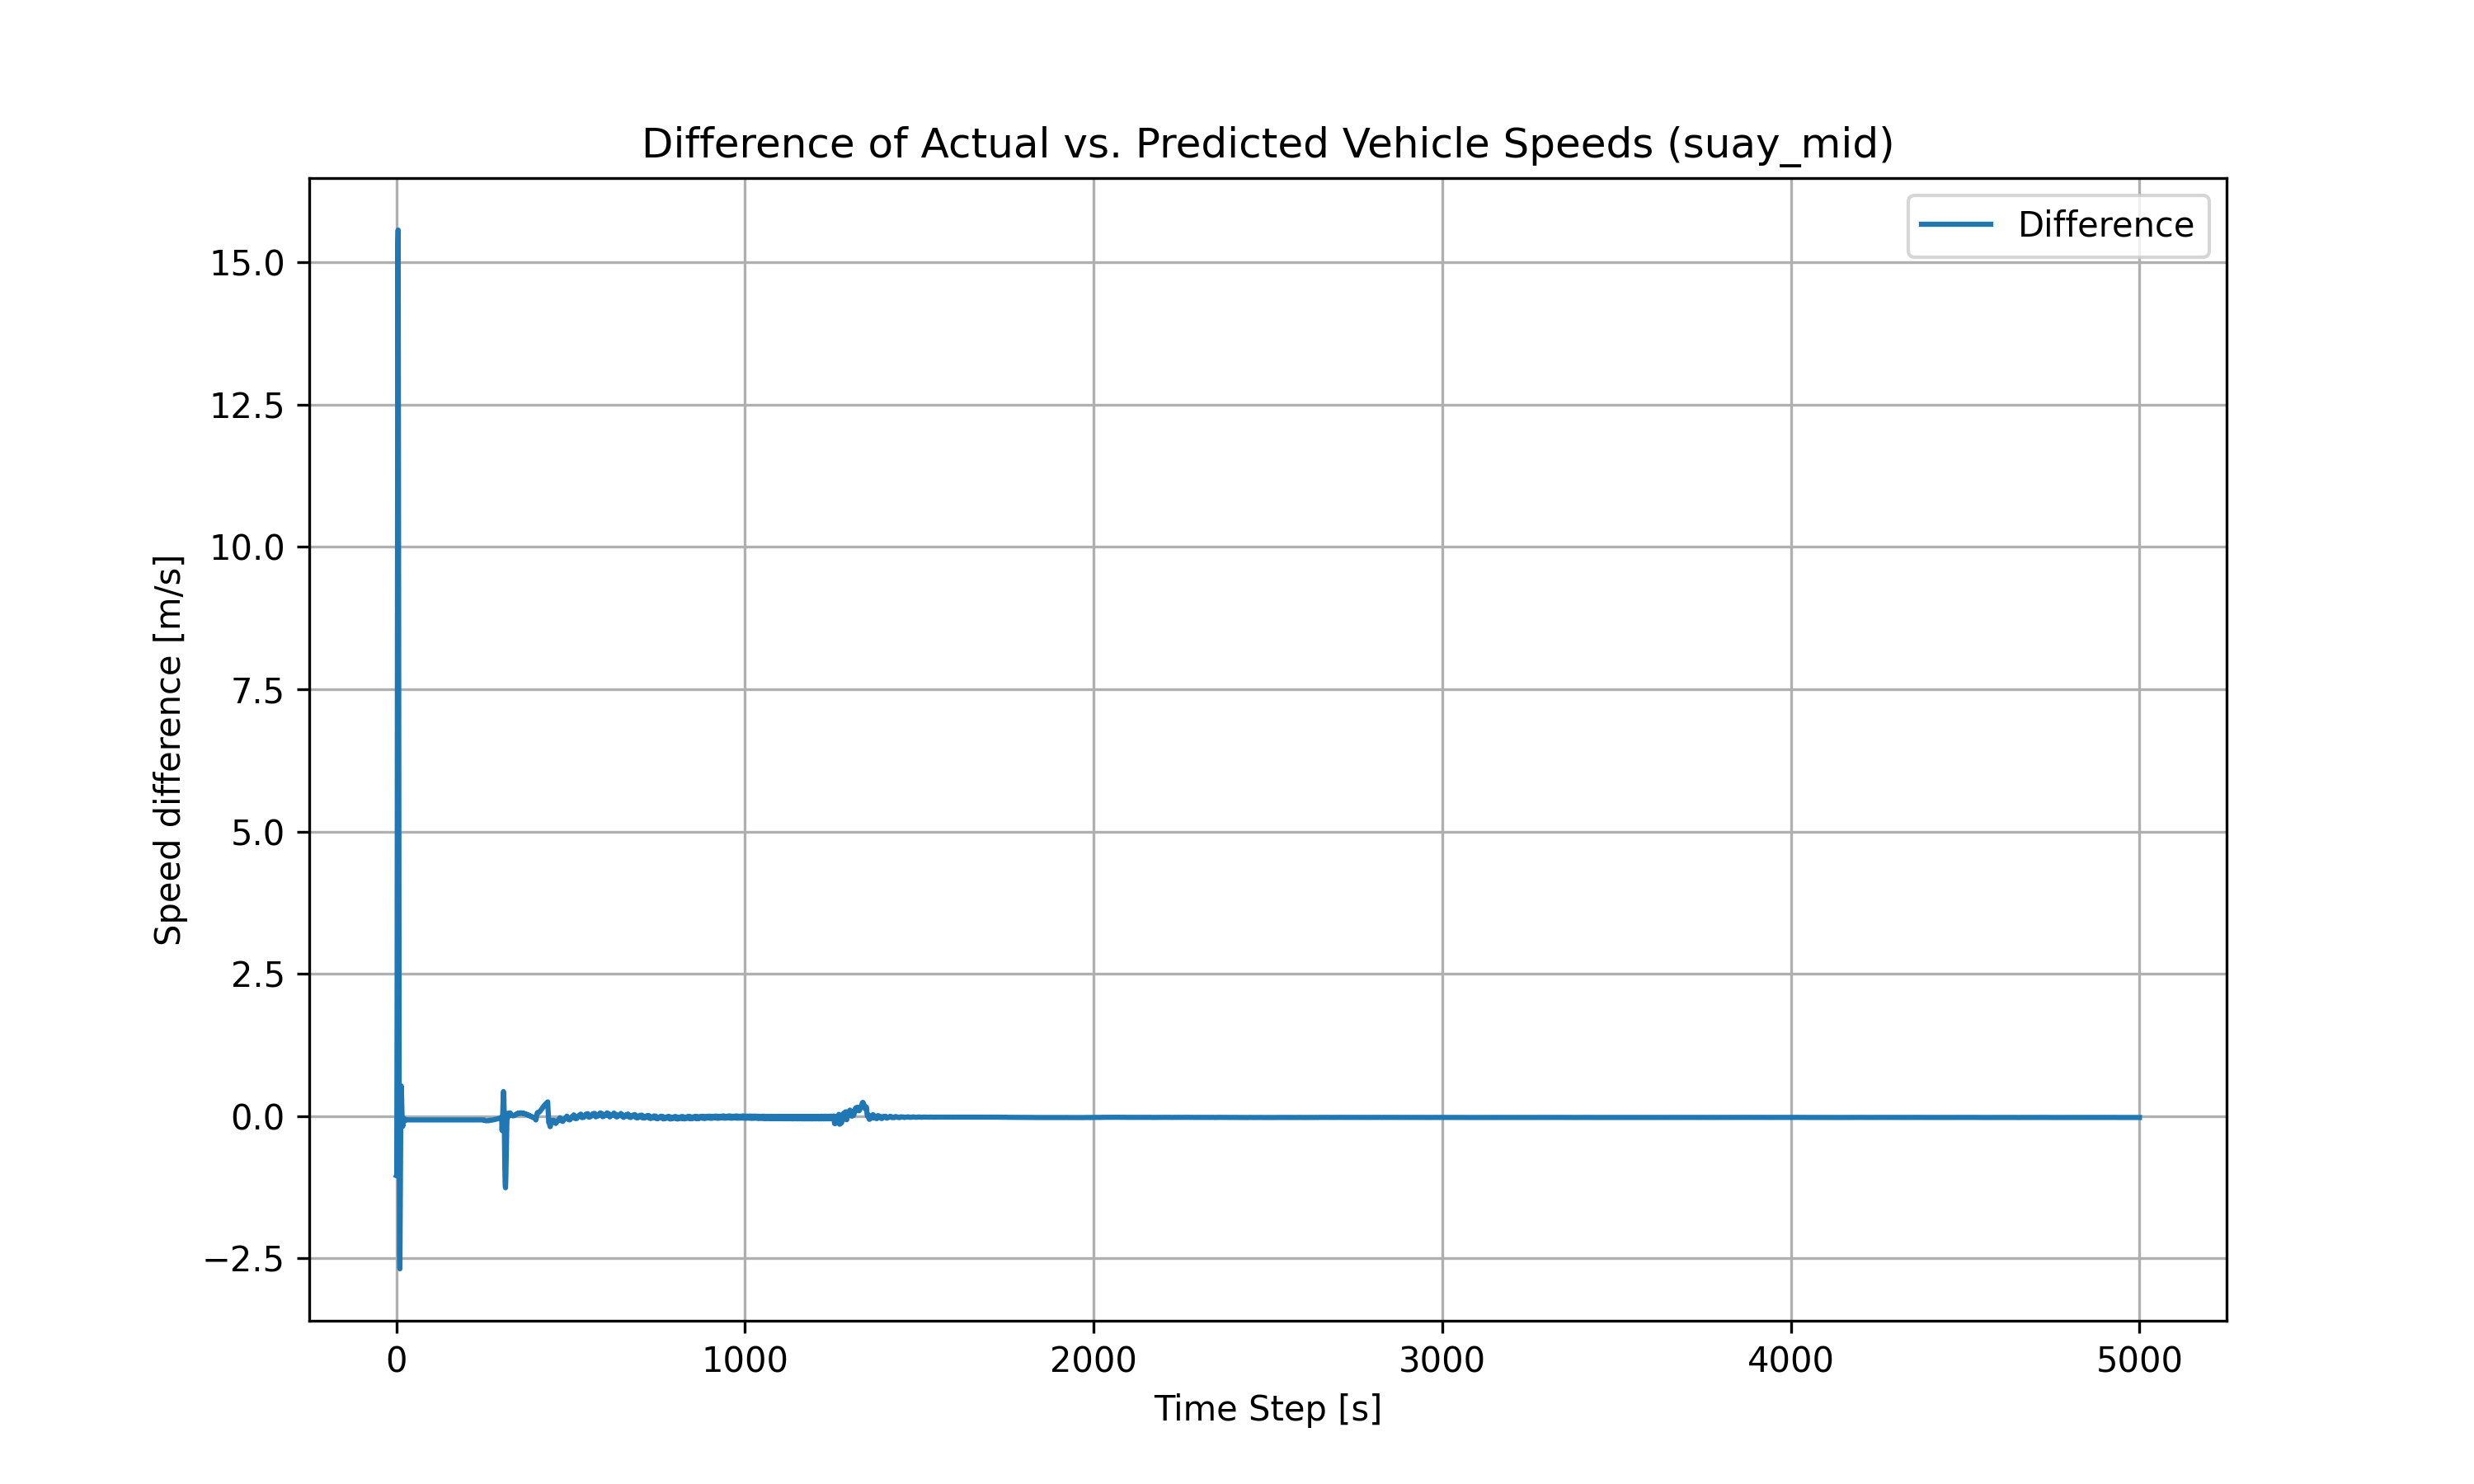 Difference of Actual vs. Predicted Vehicle Speeds (suay_mid)
Difference
15.0
12.5
10.0
7.5
5.0
2.5
0.0
−2.5
Speed difference [m/s]
0 1000 2000 3000 4000 5000
Time Step [s]